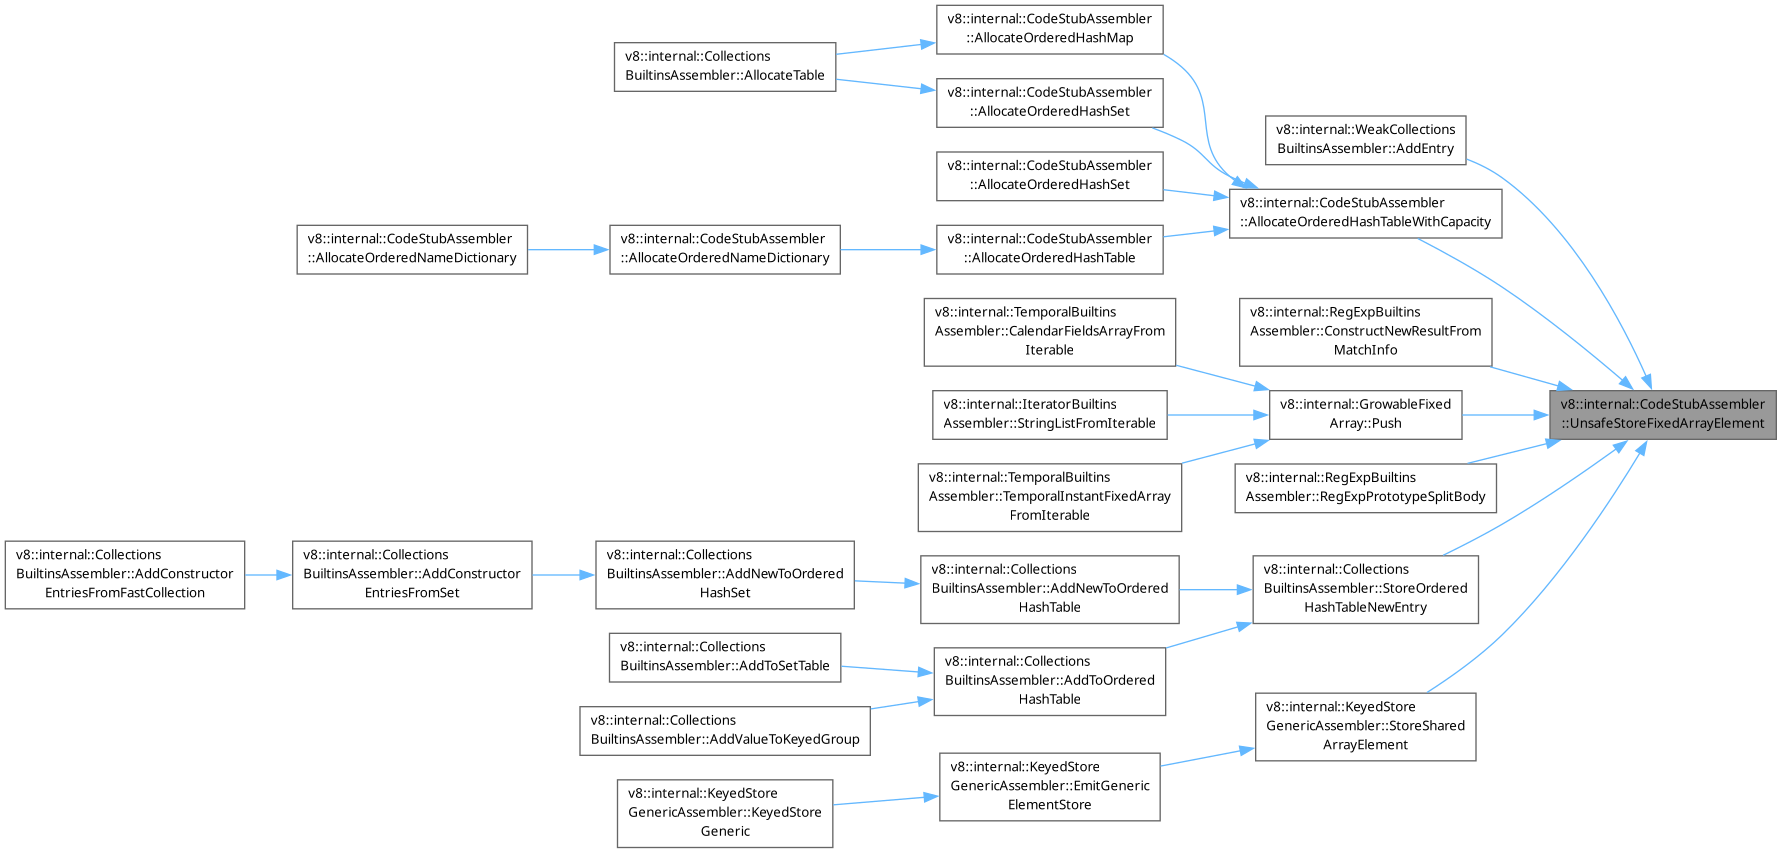 v8::internal::CodeStubAssembler
::AllocateOrderedHashMap
v8::internal::Collections
BuiltinsAssembler::AllocateTable
v8::internal::CodeStubAssembler
::AllocateOrderedHashSet
v8::internal::WeakCollections
BuiltinsAssembler::AddEntry
v8::internal::CodeStubAssembler
::AllocateOrderedHashSet
v8::internal::CodeStubAssembler
::AllocateOrderedHashTableWithCapacity
v8::internal::CodeStubAssembler
::AllocateOrderedNameDictionary
v8::internal::CodeStubAssembler
::AllocateOrderedNameDictionary
v8::internal::CodeStubAssembler
::AllocateOrderedHashTable
v8::internal::TemporalBuiltins
Assembler::CalendarFieldsArrayFrom
Iterable
v8::internal::RegExpBuiltins
Assembler::ConstructNewResultFrom
MatchInfo
v8::internal::IteratorBuiltins
Assembler::StringListFromIterable
v8::internal::GrowableFixed
Array::Push
v8::internal::CodeStubAssembler
::UnsafeStoreFixedArrayElement
v8::internal::TemporalBuiltins
Assembler::TemporalInstantFixedArray
FromIterable
v8::internal::RegExpBuiltins
Assembler::RegExpPrototypeSplitBody
v8::internal::Collections
BuiltinsAssembler::AddConstructor
EntriesFromFastCollection
v8::internal::Collections
BuiltinsAssembler::AddConstructor
EntriesFromSet
v8::internal::Collections
BuiltinsAssembler::AddNewToOrdered
HashSet
v8::internal::Collections
BuiltinsAssembler::AddNewToOrdered
HashTable
v8::internal::Collections
BuiltinsAssembler::StoreOrdered
HashTableNewEntry
v8::internal::Collections
BuiltinsAssembler::AddToSetTable
v8::internal::Collections
BuiltinsAssembler::AddToOrdered
HashTable
v8::internal::Collections
BuiltinsAssembler::AddValueToKeyedGroup
v8::internal::KeyedStore
GenericAssembler::StoreShared
ArrayElement
v8::internal::KeyedStore
GenericAssembler::EmitGeneric
ElementStore
v8::internal::KeyedStore
GenericAssembler::KeyedStore
Generic